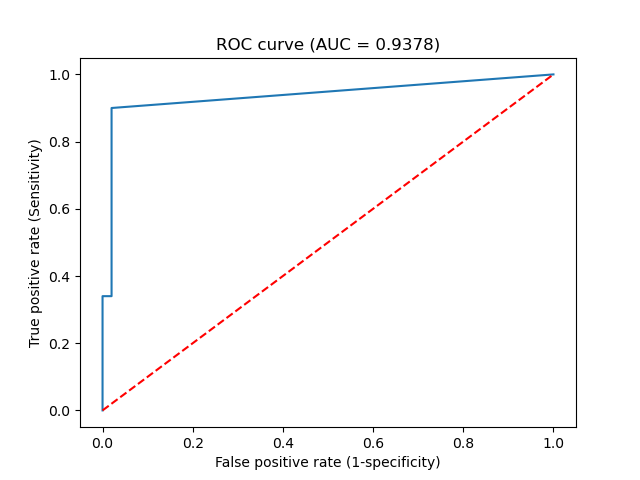 ROC curve (AUC = 0.9378)
True positive rate (Sensitivity)
1.0
0.8
0.6
0.4
0.2
0.0
0.0 0.2 0.4 0.6 0.8 1.0
False positive rate (1-specificity)